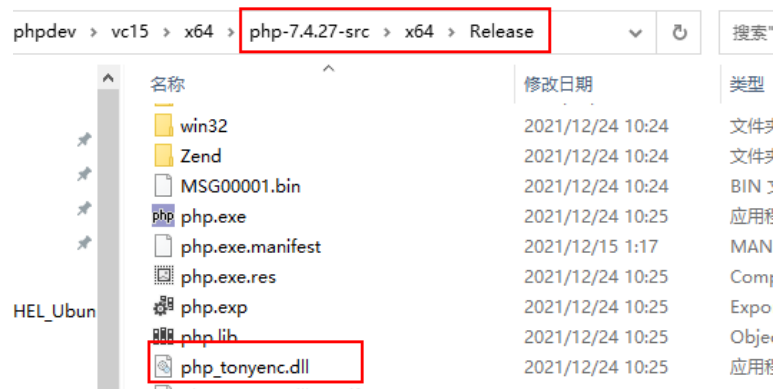 phpdev > vc15 > x64 > php-7.4.27-src > x64 > Release 搜索"
名称 修改日期 类型
win32 2021/12/24 10:24 文件夹
Zend 2021/12/24 10:24 文件夹
MSG00001.bin 2021/12/24 10:24 BIN 文
php php.exe 2021/12/24 10:25 应用程
php.exe.manifest 2021/12/15 1:17 MAN
php.exe.res 2021/12/24 10:25 Comp
php.exp 2021/12/24 10:25 Expo
HEL_Ubun
php.lib 2021/12/24 10:25 Objec
php_tonyenc.dll 2021/12/24 10:25 应用程